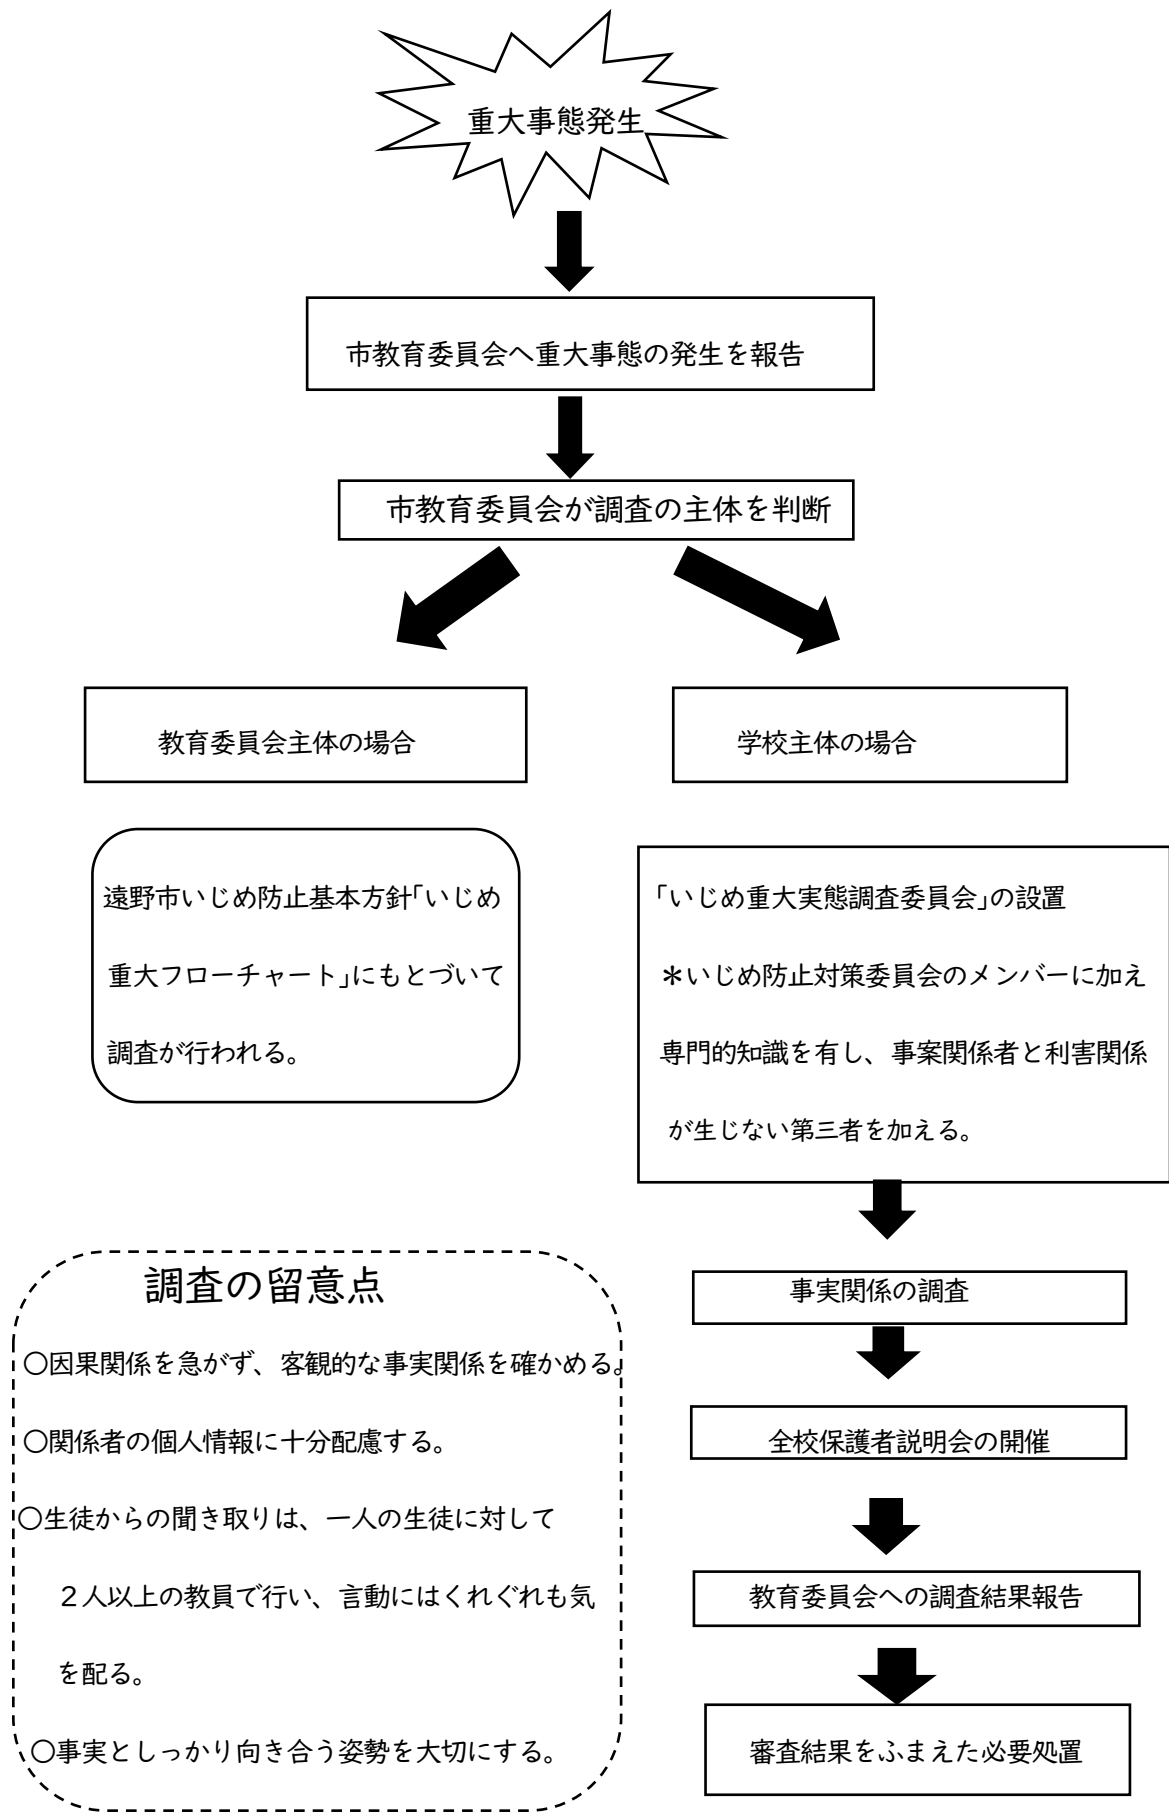 重大事態発生
市教育委員会へ重大事態の発生を報告
市教育委員会が調査の主体を判断
教育委員会主体の場合
遠野市いじめ防止基本方針「いじめ
重大フローチャート」にもとづいて
調査が行われる。
学校主体の場合
「いじめ重大実態調査委員会」の設置
＊いじめ防止対策委員会のメンバーに加え
専門的知識を有し、事案関係者と利害関係
が生じない第三者を加える。
事実関係の調査
全校保護者説明会の開催
教育委員会への調査結果報告
審査結果をふまえた必要処置
調査の留意点
〇因果関係を急がず、客観的な事実関係を確かめる。
〇関係者の個人情報に十分配慮する。
〇生徒からの聞き取りは、一人の生徒に対して
２人以上の教員で行い、言動にはくれぐれも気
を配る。
〇事実としっかり向き合う姿勢を大切にする。